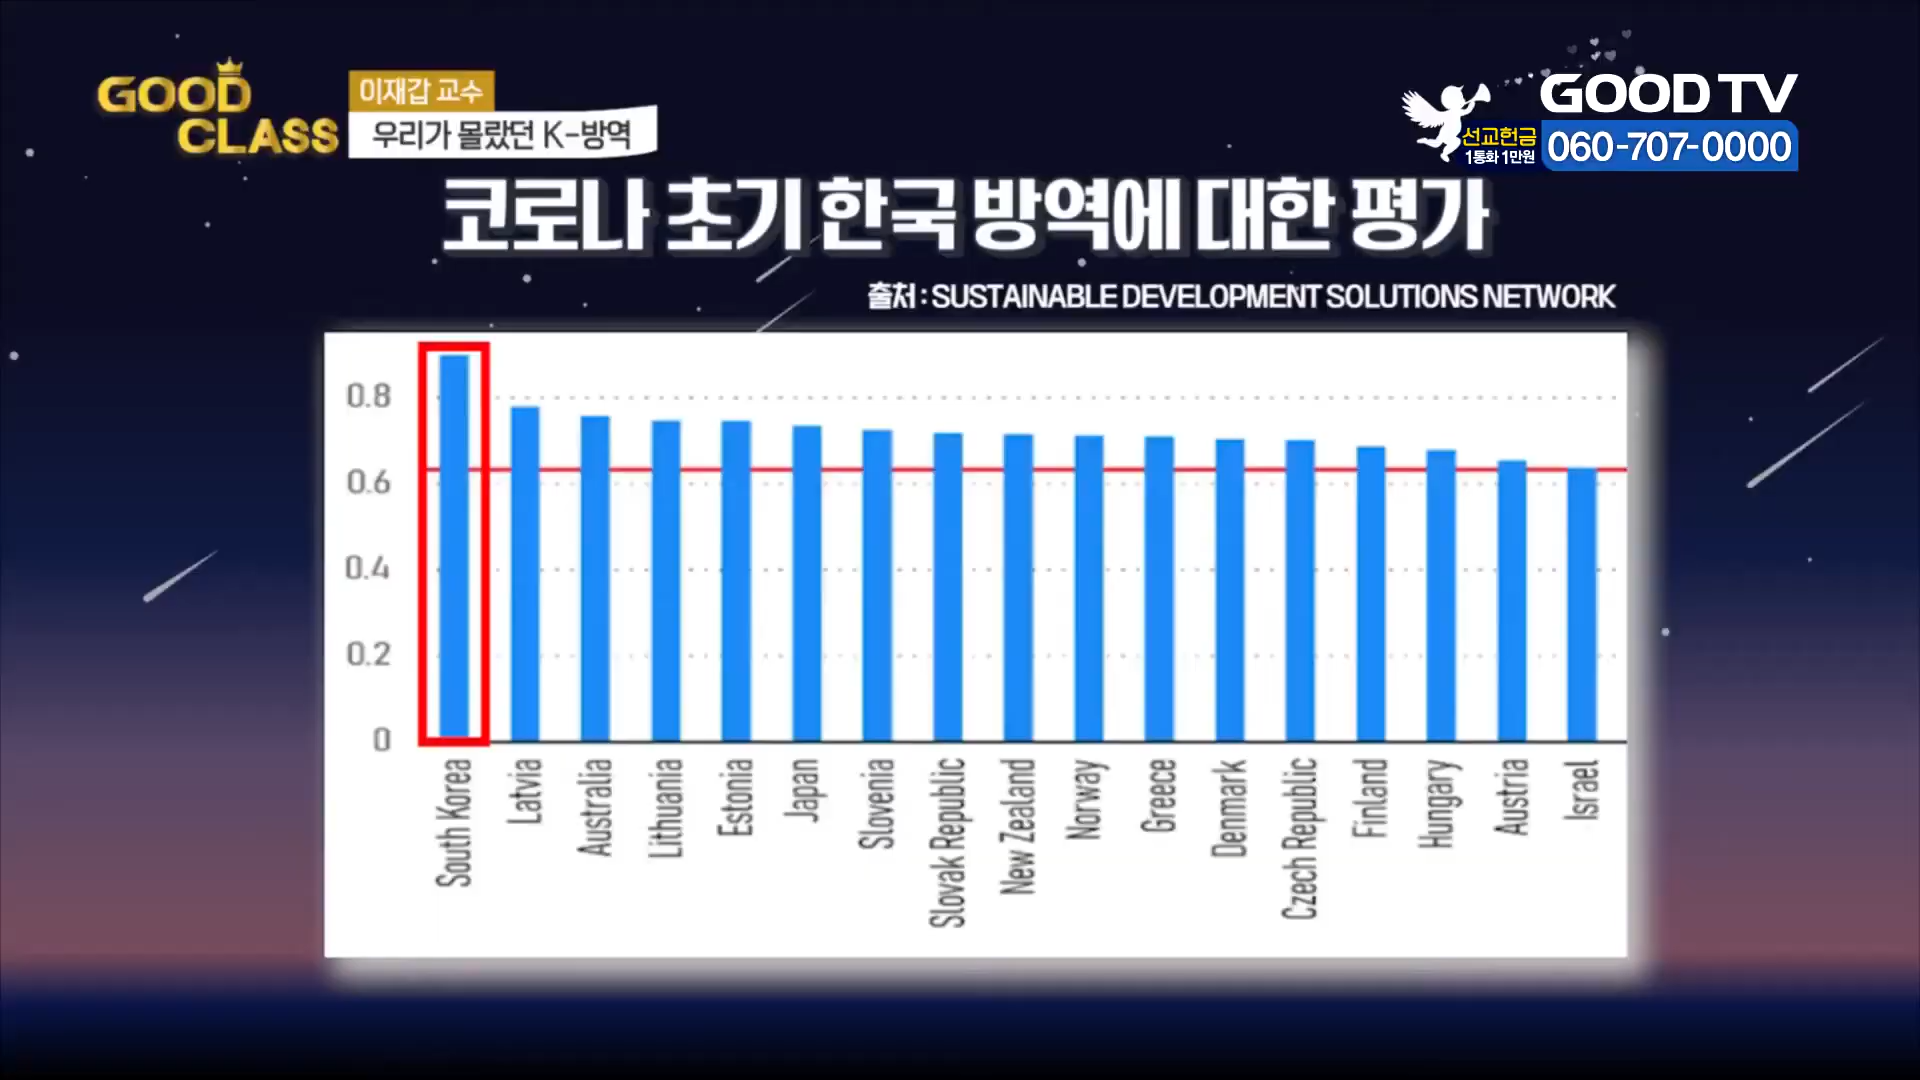 GOOD
CLASS
이재갑 교수
우리가 몰랐던 K-방역
GOOD TV
선교헌금
1통화 1만원
060-707-0000
코로나 초기 한국 방역에 대한 평가
출처 : SUSTAINABLE DEVELOPMENT SOLUTIONS NETWORK
0.8
0.6
0.4
0.2
0
South Korea
Latvia
Australia
Lithuania
Estonia
Japan
Slovenia
Slovak Republic
New Zealand
Norway
Greece
Denmark
Czech Republic
Finland
Hungary
Austria
Israel